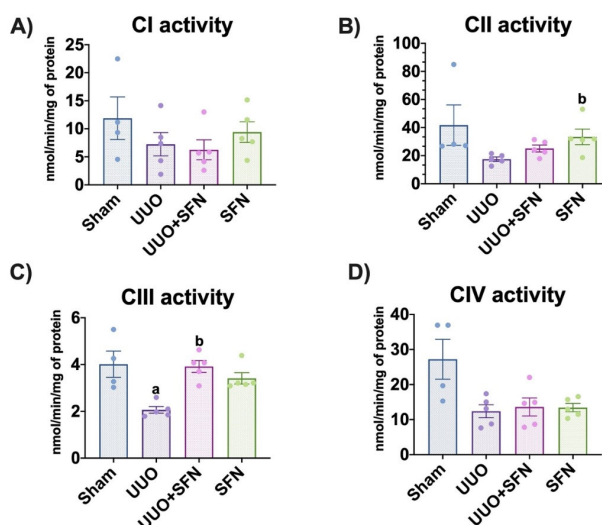 A)
CI activity
nmol/min/mg of protein
25
20
15
10
5
0
Sham
UUO
UUO+SFN
SFN
B)
CII activity
nmol/min/mg of protein
100
80
60
40
20
0
b
Sham
UUO
UUO+SFN
SFN
C)
CIII activity
nmol/min/mg of protein
6
4
2
0
a
b
Sham
UUO
UUO+SFN
SFN
D)
CIV activity
nmol/min/mg of protein
40
30
20
10
0
Sham
UUO
UUO+SFN
SFN